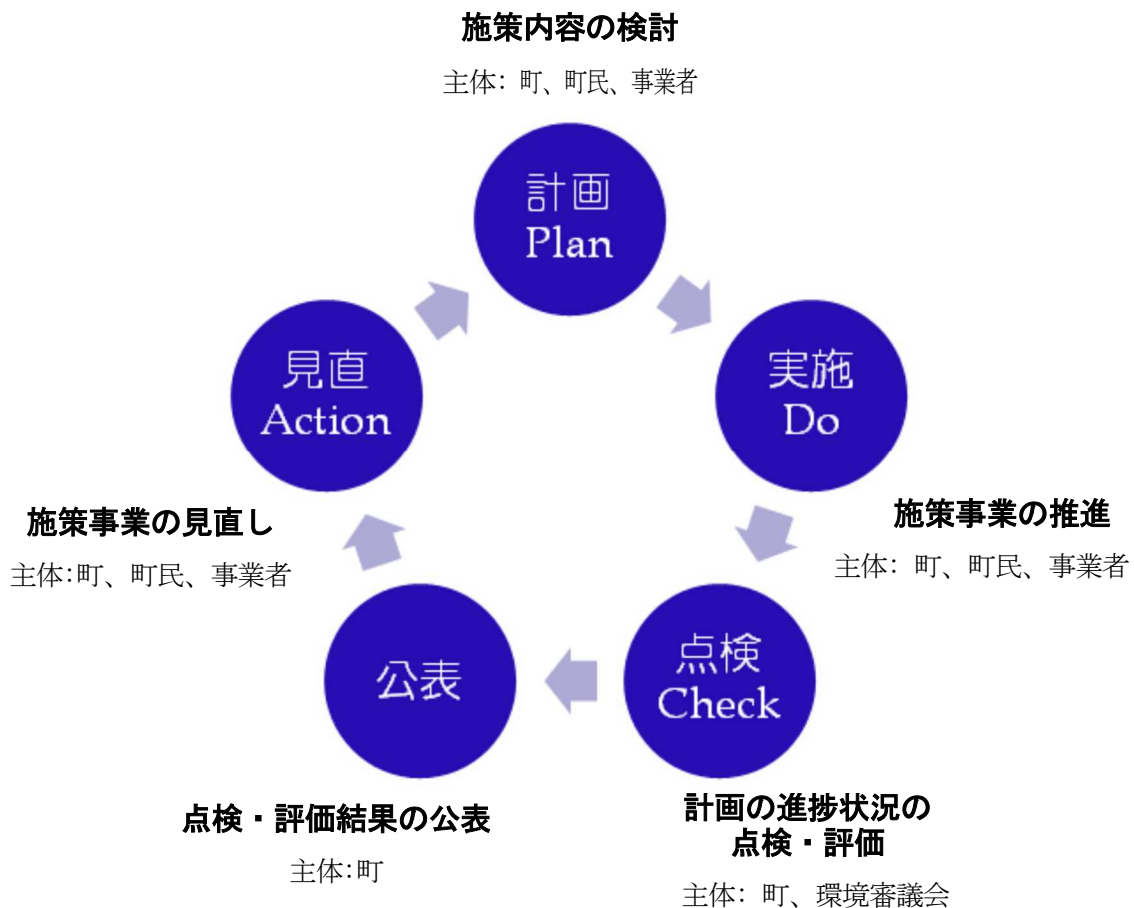 施策内容の検討
主体：町、町民、事業者
計画
Plan
実施
Do
施策事業の推進
主体：町、町民、事業者
点検
Check
計画の進捗状況の
点検・評価
主体：町、環境審議会
公表
点検・評価結果の公表
主体：町
見直
Action
施策事業の見直し
主体：町、町民、事業者